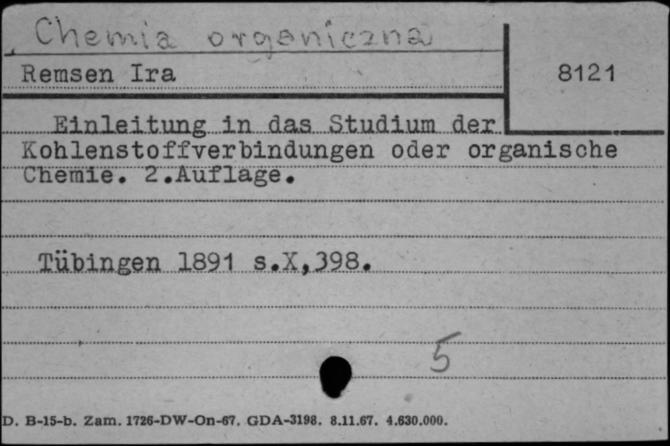 Chemia organiczna
Remsen Ira
8121
Einleitung in das Studium der
Kohlenstoffverbindungen oder organische
Chemie. 2.Auflage.
Tübingen 1891 s.X,398.
5
D. B-15-b. Zam. 1726-DW-On-67. GDA-3198. 8.11.67. 4.630.000.